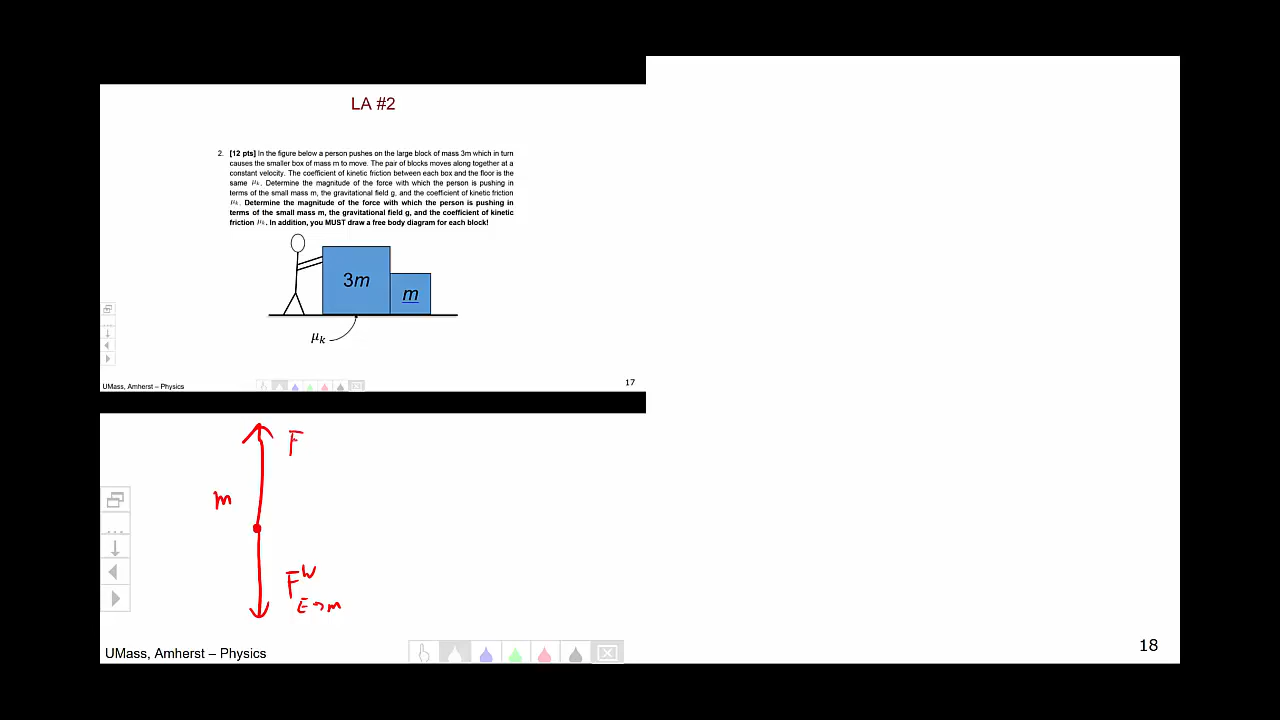 LA #2
2. [12 pts] In the figure below a person pushes on the large block of mass 3m which in turn
causes the smaller box of mass m to move. The pair of blocks moves along together at a
constant velocity. The coefficient of kinetic friction between each box and the floor is the
same μk. Determine the magnitude of the force with which the person is pushing in
terms of the small mass m, the gravitational field g, and the coefficient of kinetic friction
μk. Determine the magnitude of the force with which the person is pushing in
terms of the small mass m, the gravitational field g, and the coefficient of kinetic
friction μk. In addition, you MUST draw a free body diagram for each block!
3m
m
μk
UMass, Amherst – Physics
17
F
m
F^W_E→m
UMass, Amherst – Physics
18